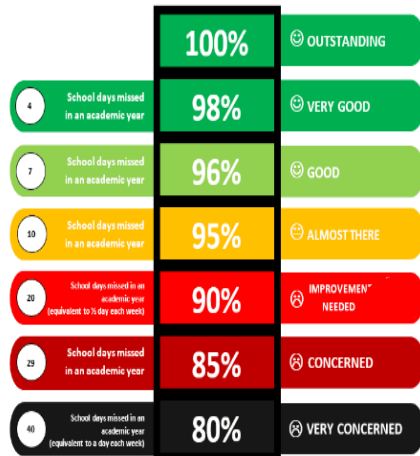 100%
OUTSTANDING
4
School days missed
in an academic year
98%
VERY GOOD
7
School days missed
in an academic year
96%
GOOD
10
School days missed
in an academic year
95%
ALMOST THERE
20
School days missed in an
academic year
(equivalent to ½ day each week)
90%
IMPROVEMEN
NEEDED
29
School days missed
in an academic year
85%
CONCERNED
40
School days missed in an
academic year
(equivalent to a day each week)
80%
VERY CONCERNED